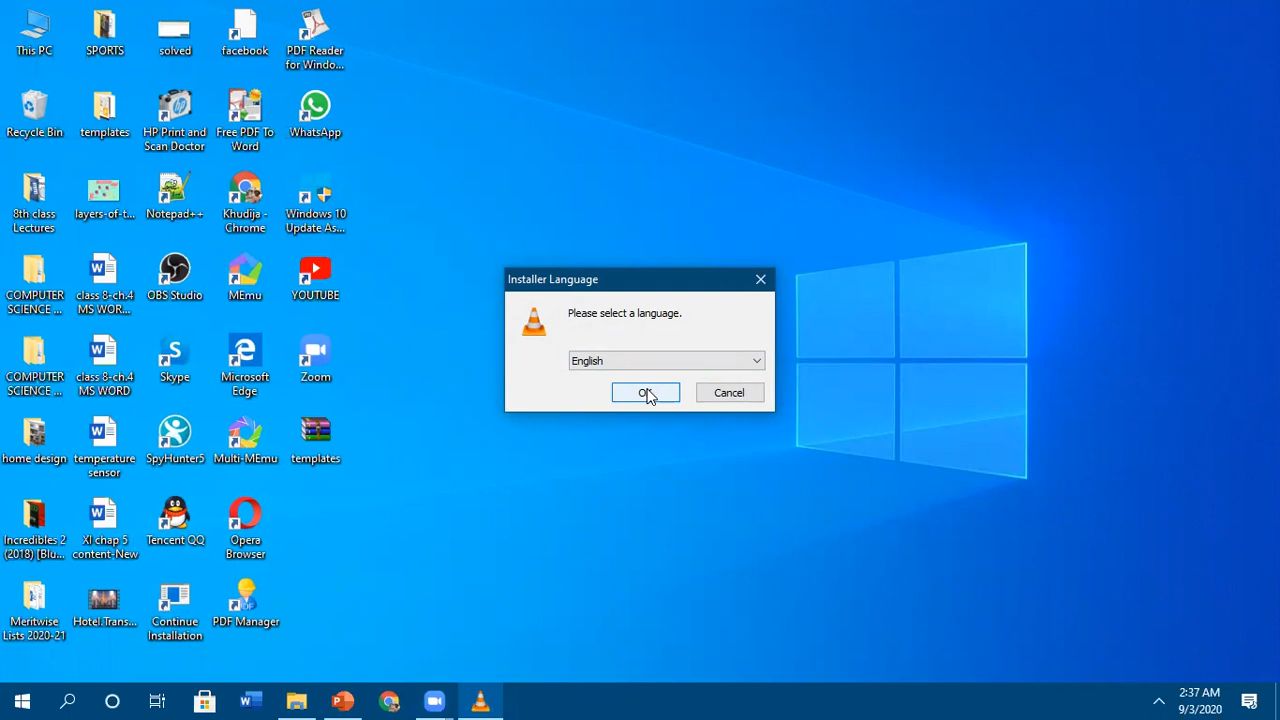 This PC
SPORTS
solved
facebook
PDF Reader
for Windo...
Recycle Bin
templates
HP Print and
Scan Doctor
Free PDF To
Word
WhatsApp
8th class
Lectures
layers-of-t...
Notepad++
Khudija -
Chrome
Windows 10
Update As...
COMPUTER
SCIENCE ...
class 8-ch.4
MS WOR...
OBS Studio
MEmu
YOUTUBE
COMPUTER
SCIENCE ...
class 8-ch.4
MS WORD
Skype
Microsoft
Edge
Zoom
home design
temperature
sensor
SpyHunter5
Multi-MEmu
templates
Incredibles 2
(2018) [Blu...
XI chap 5
content-New
Tencent QQ
Opera
Browser
Meritwise
Lists 2020-21
Hotel.Trans...
Continue
Installation
PDF Manager
Installer Language
Please select a language.
English
OK
Cancel
2:37 AM
9/3/2020